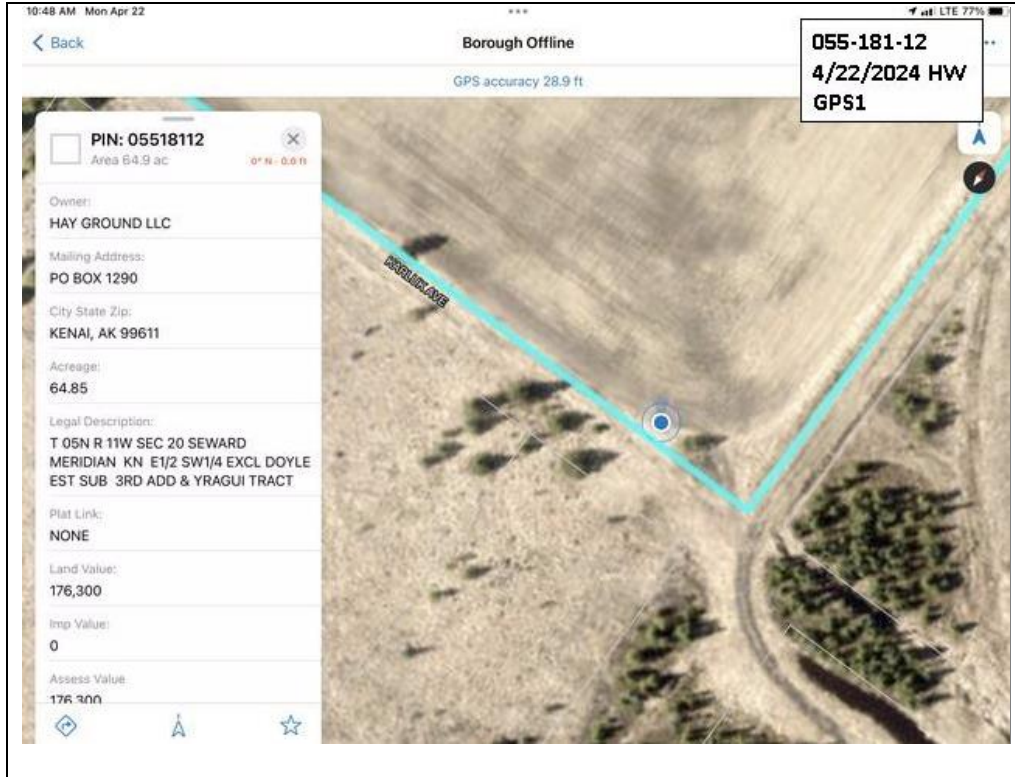 10:48 AM Mon Apr 22
LTE 77%
Back
Borough Offline
GPS accuracy 28.9 ft
055-181-12
4/22/2024 HW
GPS1
PIN: 05518112
Area 64.9 ac
0° N - 0.0 ft
Owner:
HAY GROUND LLC
Mailing Address:
PO BOX 1290
City State Zip:
KENAI, AK 99611
Acreage:
64.85
Legal Description:
T 05N R 11W SEC 20 SEWARD
MERIDIAN KN E1/2 SW1/4 EXCL DOYLE
EST SUB 3RD ADD & YRAGUI TRACT
Plat Link:
NONE
Land Value:
176,300
Imp Value:
0
Assess Value
176,300
KARLUK AVE